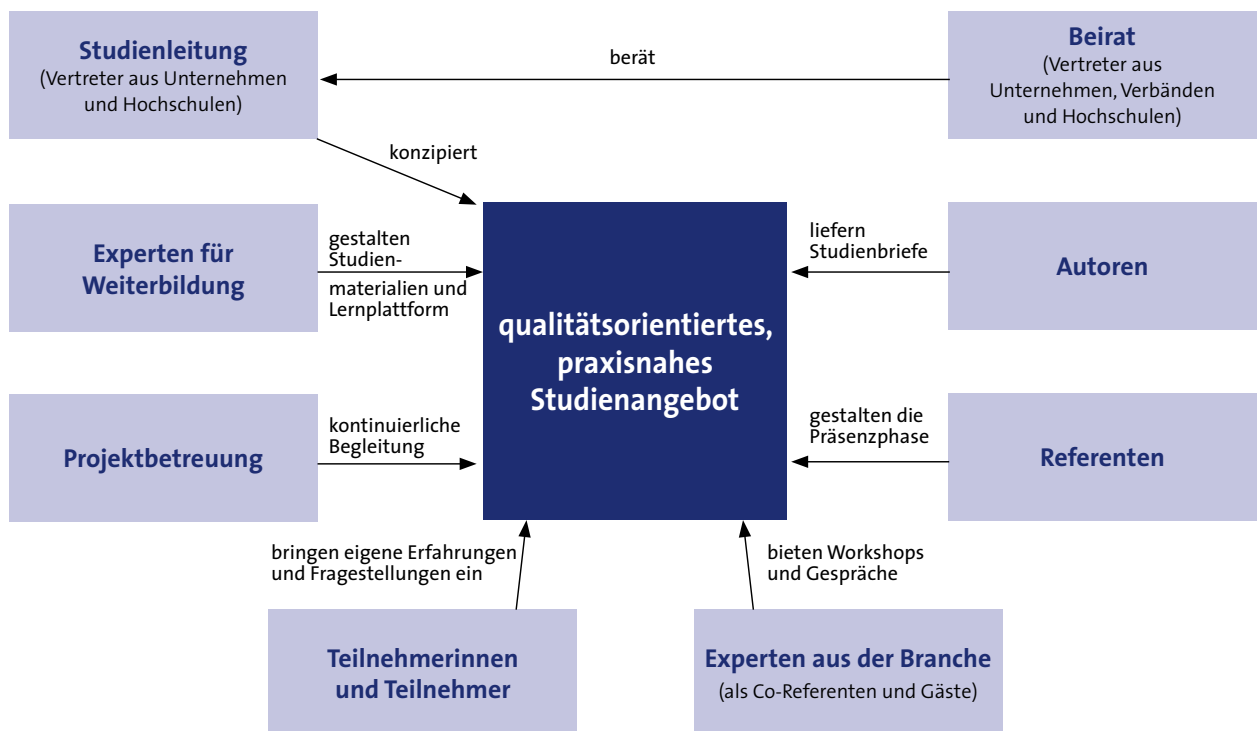 Studienleitung
(Vertreter aus Unternehmen
und Hochschulen)
berät
Beirat
(Vertreter aus
Unternehmen, Verbänden
und Hochschulen)
konzipiert
Experten für
Weiterbildung
gestalten
Studien-
materialien und
Lernplattform
qualitätsorientiertes,
praxisnahes
Studienangebot
liefern
Studienbriefe
Autoren
Projektbetreuung
kontinuierliche
Begleitung
gestalten die
Präsenzphase
Referenten
bringen eigene Erfahrungen
und Fragestellungen ein
bieten Workshops
und Gespräche
Teilnehmerinnen
und Teilnehmer
Experten aus der Branche
(als Co-Referenten und Gäste)